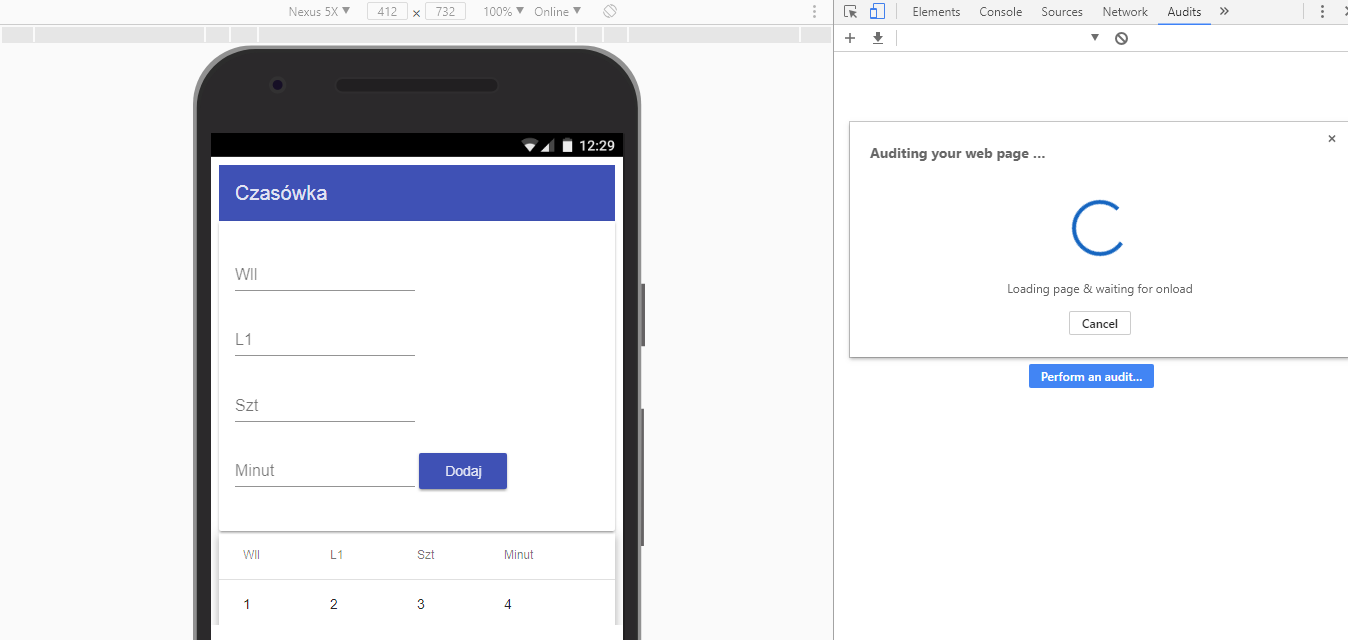 Nexus 5X 412 × 732 100% Online
Elements Console Sources Network Audits »
12:29
Czasówka
Wll
L1
Szt
Minut Dodaj
Wll L1 Szt Minut
1 2 3 4
Auditing your web page ...
Loading page & waiting for onload
Cancel
Perform an audit...